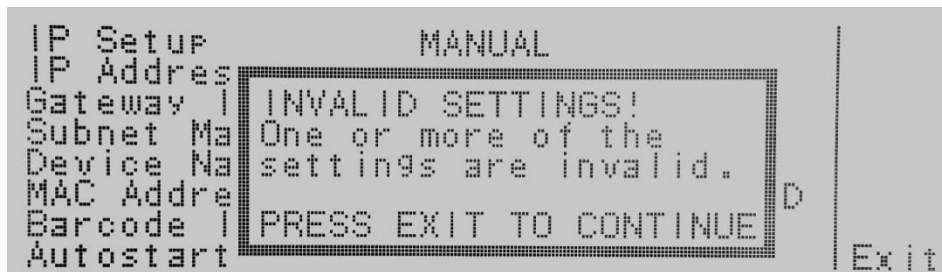 IP Setup MANUAL
IP Addres
Gateway I
INVALID SETTINGS!
Subnet Ma
One or more of the
Device Na
settings are invalid.
MAC Addre D
Barcode I
PRESS EXIT TO CONTINUE
Autostart
Exit